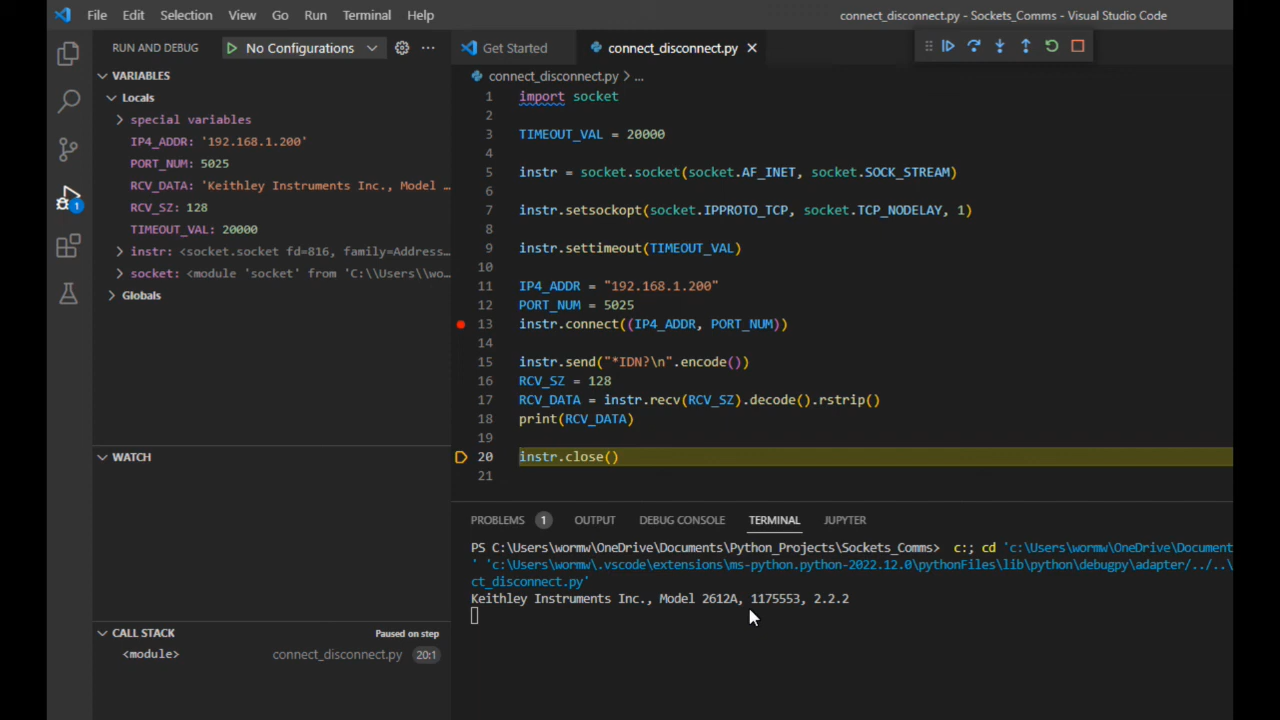 File Edit Selection View Go Run Terminal Help
connect_disconnect.py - Sockets_Comms - Visual Studio Code
RUN AND DEBUG No Configurations ...
Get Started
connect_disconnect.py
VARIABLES
Locals
special variables
IP4_ADDR: '192.168.1.200'
PORT_NUM: 5025
RCV_DATA: 'Keithley Instruments Inc., Model ...
RCV_SZ: 128
TIMEOUT_VAL: 20000
instr: <socket.socket fd=816, family=Address...
socket: <module 'socket' from 'C:\\Users\\wo...
Globals
1
WATCH
CALL STACK Paused on step
<module> connect_disconnect.py 20:1
connect_disconnect.py > ...
1 import socket
2
3 TIMEOUT_VAL = 20000
4
5 instr = socket.socket(socket.AF_INET, socket.SOCK_STREAM)
6
7 instr.setsockopt(socket.IPPROTO_TCP, socket.TCP_NODELAY, 1)
8
9 instr.settimeout(TIMEOUT_VAL)
10
11 IP4_ADDR = "192.168.1.200"
12 PORT_NUM = 5025
13 instr.connect((IP4_ADDR, PORT_NUM))
14
15 instr.send("*IDN?\n".encode())
16 RCV_SZ = 128
17 RCV_DATA = instr.recv(RCV_SZ).decode().rstrip()
18 print(RCV_DATA)
19
20 instr.close()
21
PROBLEMS 1 OUTPUT DEBUG CONSOLE TERMINAL JUPYTER
PS C:\Users\wormw\OneDrive\Documents\Python_Projects\Sockets_Comms> c:; cd 'c:\Users\wormw\OneDrive\Document
' 'c:\Users\wormw\.vscode\extensions\ms-python.python-2022.12.0\pythonFiles\lib\python\debugpy\adapter/../..\
ct_disconnect.py'
Keithley Instruments Inc., Model 2612A, 1175553, 2.2.2